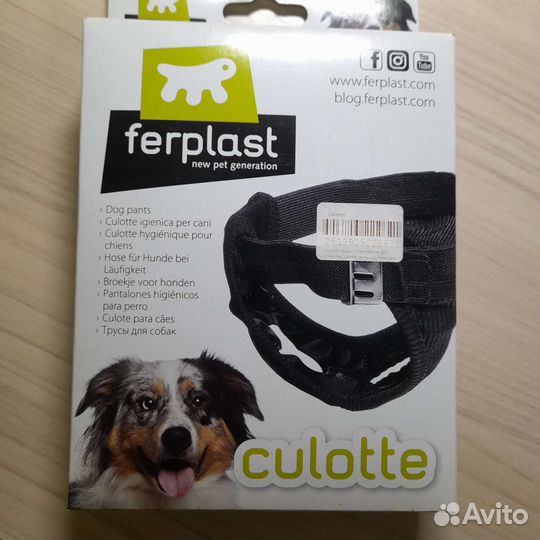 www.ferplast.com
blog.ferplast.com
You
Tube
ferplast
new pet generation
› Dog pants
› Culotte igienica per cani
› Culotte hygiénique pour
chiens
› Hose für Hunde bei
Läufigkeit
› Broekje voor honden
› Pantalones higiénicos
para perro
› Culote para cães
› Трусы для собак
culotte
Avito